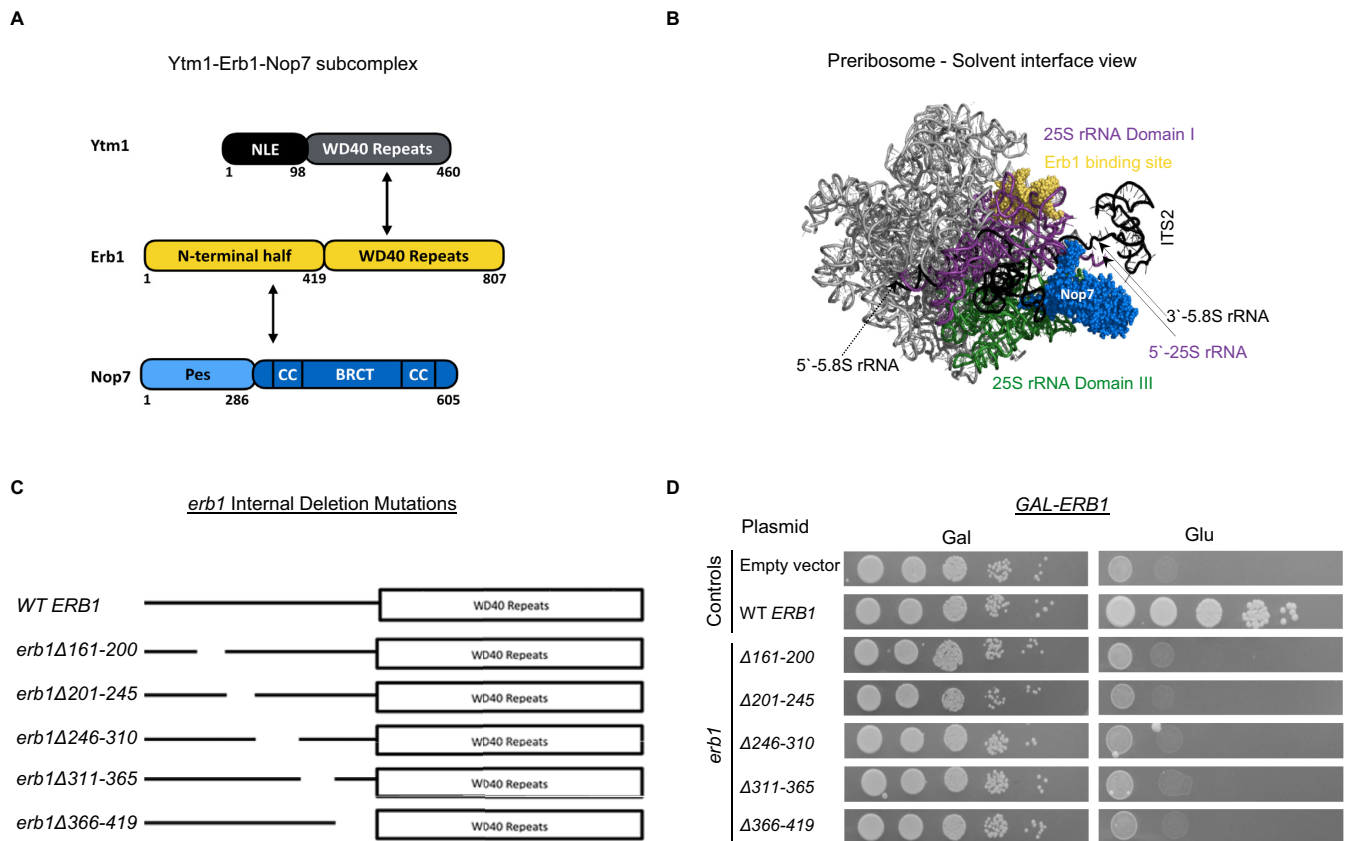 A
Ytm1-Erb1-Nop7 subcomplex
Ytm1
NLE
WD40 Repeats
1
98
460
Erb1
N-terminal half
WD40 Repeats
1
419
807
Nop7
Pes
CC
BRCT
CC
1
286
605
B
Preribosome - Solvent interface view
25S rRNA Domain I
Erb1 binding site
ITS2
Nop7
3`-5.8S rRNA
5`-25S rRNA
5`-5.8S rRNA
25S rRNA Domain III
C
erb1 Internal Deletion Mutations
WT ERB1
WD40 Repeats
erb1Δ161-200
WD40 Repeats
erb1Δ201-245
WD40 Repeats
erb1Δ246-310
WD40 Repeats
erb1Δ311-365
WD40 Repeats
erb1Δ366-419
WD40 Repeats
D
GAL-ERB1
Plasmid
Gal
Glu
Controls
Empty vector
WT ERB1
erb1
Δ161-200
Δ201-245
Δ246-310
Δ311-365
Δ366-419